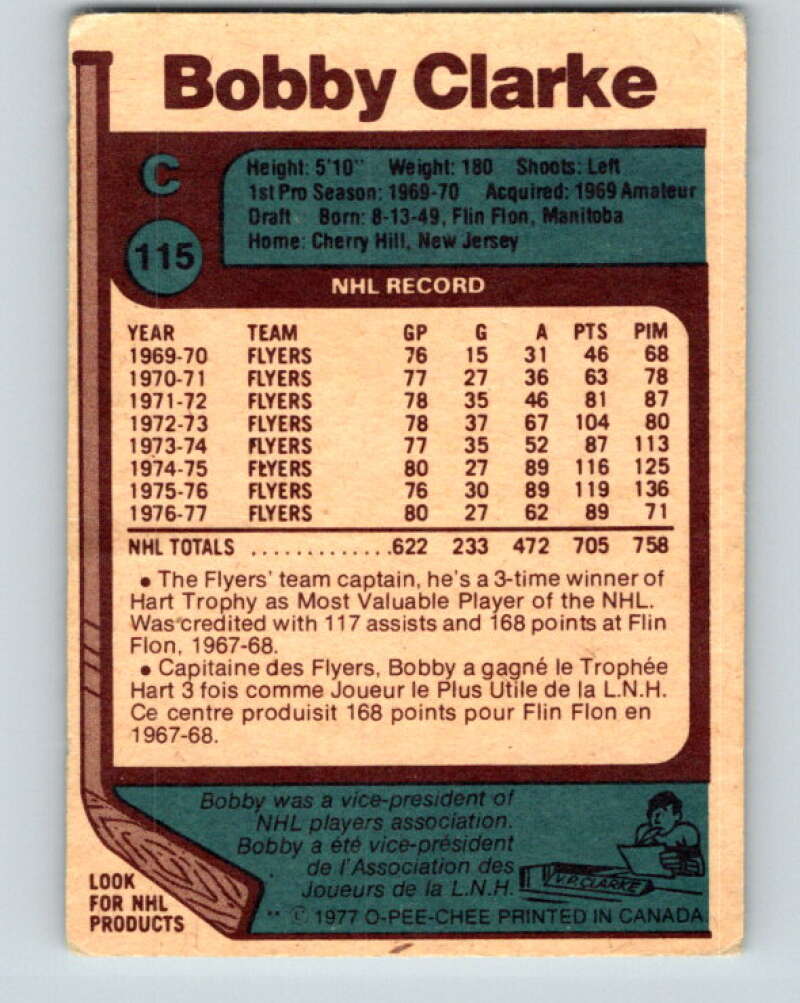 Bobby Clarke
C
115
Height: 5'10" Weight: 180 Shoots: Left
1st Pro Season: 1969-70 Acquired: 1969 Amateur
Draft Born: 8-13-49, Flin Flon, Manitoba
Home: Cherry Hill, New Jersey
NHL RECORD
YEAR TEAM GP G A PTS PIM
1969-70 FLYERS 76 15 31 46 68
1970-71 FLYERS 77 27 36 63 78
1971-72 FLYERS 78 35 46 81 87
1972-73 FLYERS 78 37 67 104 80
1973-74 FLYERS 77 35 52 87 113
1974-75 FLYERS 80 27 89 116 125
1975-76 FLYERS 76 30 89 119 136
1976-77 FLYERS 80 27 62 89 71
NHL TOTALS .............622 233 472 705 758
• The Flyers' team captain, he's a 3-time winner of
Hart Trophy as Most Valuable Player of the NHL.
Was credited with 117 assists and 168 points at Flin
Flon, 1967-68.
• Capitaine des Flyers, Bobby a gagné le Trophée
Hart 3 fois comme Joueur le Plus Utile de la L.N.H.
Ce centre produisit 168 points pour Flin Flon en
1967-68.
Bobby was a vice-president of
NHL players association.
Bobby a été vice-président
de l'Association des
Joueurs de la L.N.H.
V.P. CLARKE
LOOK
FOR NHL
PRODUCTS
** © 1977 O-PEE-CHEE PRINTED IN CANADA